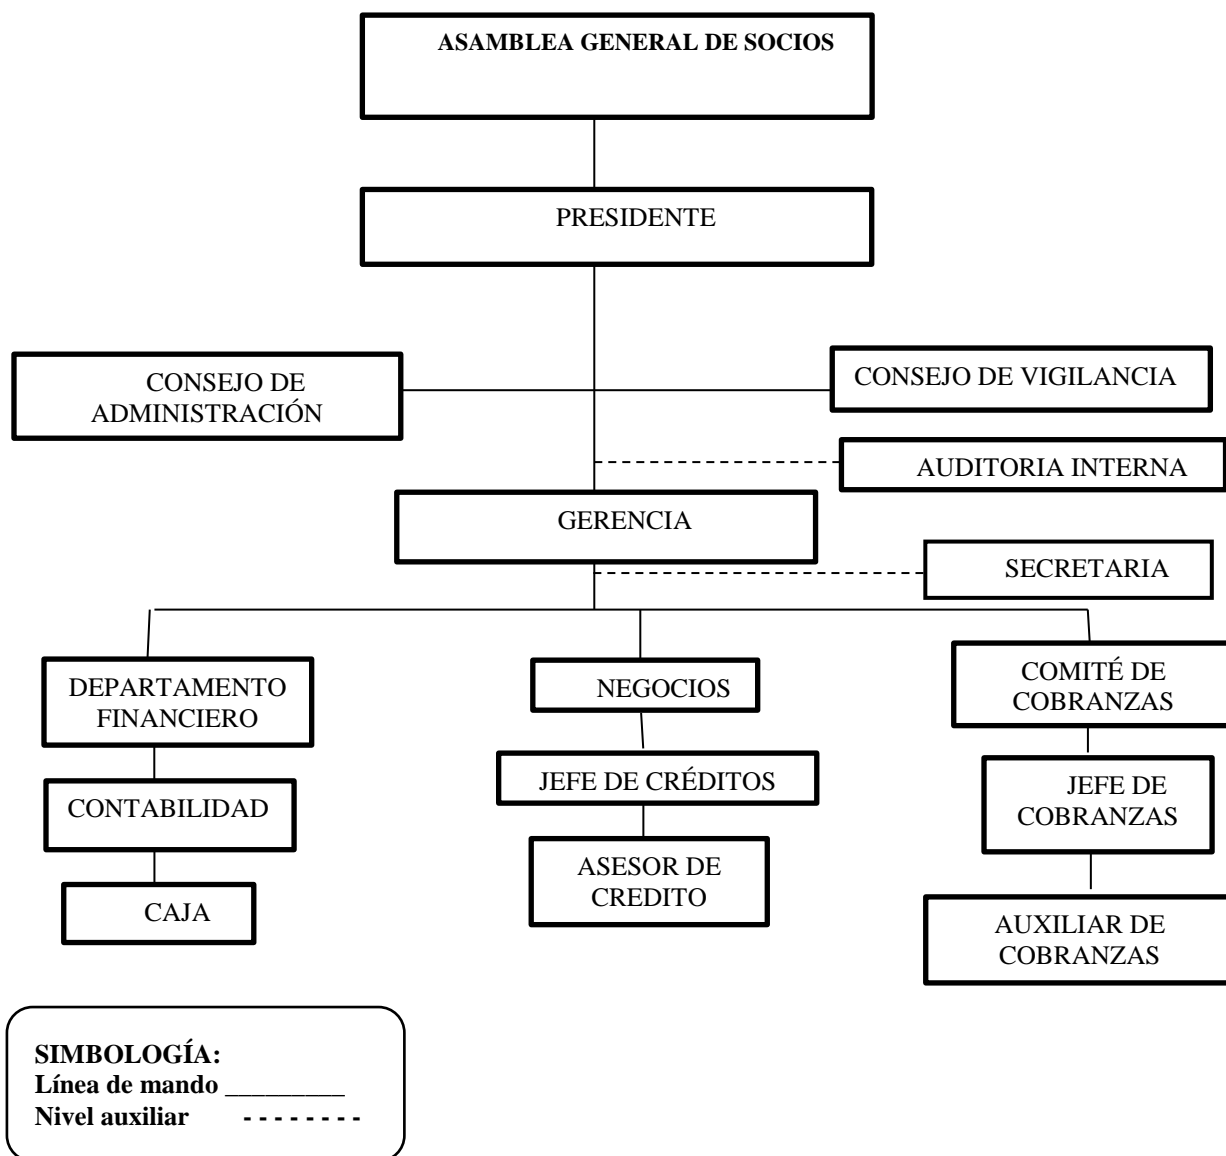 ASAMBLEA GENERAL DE SOCIOS
PRESIDENTE
CONSEJO DE
ADMINISTRACIÓN
CONSEJO DE VIGILANCIA
AUDITORIA INTERNA
GERENCIA
SECRETARIA
DEPARTAMENTO
FINANCIERO
NEGOCIOS
COMITÉ DE
COBRANZAS
CONTABILIDAD
JEFE DE CRÉDITOS
JEFE DE
COBRANZAS
CAJA
ASESOR DE
CREDITO
AUXILIAR DE
COBRANZAS
SIMBOLOGÍA:
Línea de mando _________
Nivel auxiliar - - - - - - - -